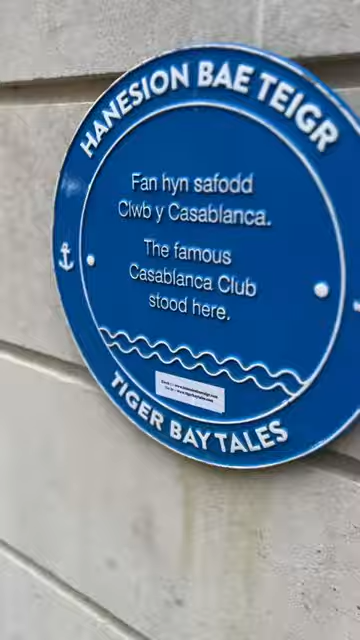 HANESION BAE TEIGR
Fan hyn safodd
Clwb y Casablanca.
The famous
Casablanca Club
stood here.
TIGER BAY TALES